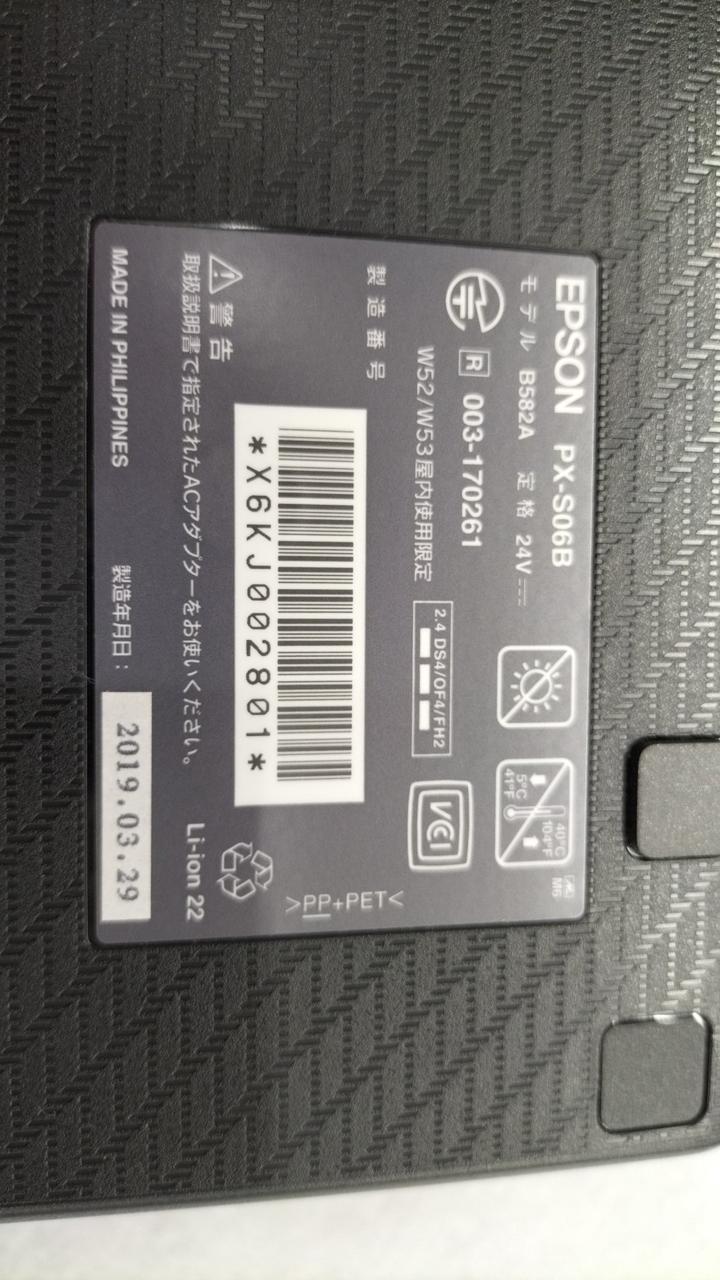 EPSON PX-S06B
モデル B582A 定格 24V
R 003-170261
W52/W53屋内使用限定
2.4 DS4/OF4/FH2
40°C
104°F
5°C
41°F
M6
VCI
製造番号
*X6KJ002801*
>PP+PET<
警告
取扱説明書で指定されたACアダプターをお使いください。
Li-ion 22
MADE IN PHILIPPINES 製造年月日: 2019.03.29